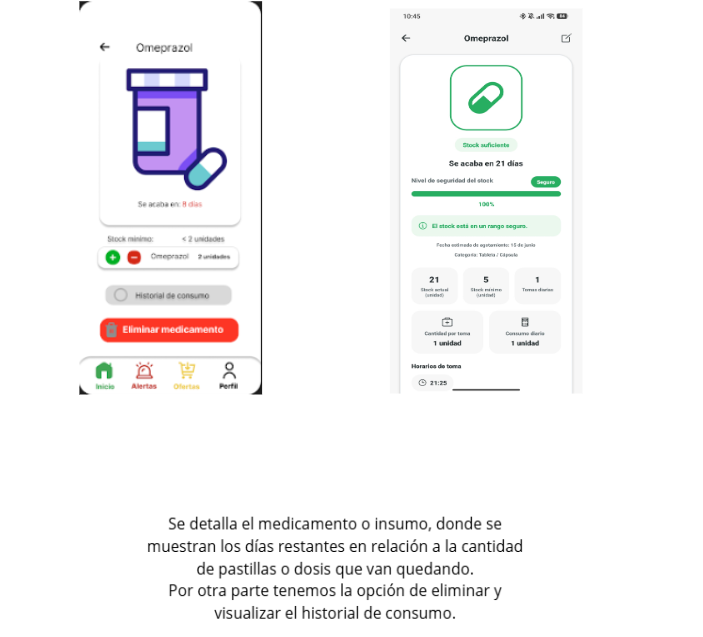 Omeprazol
Se acaba en: 8 días
Stock mínimo: < 2 unidades
Omeprazol 2 unidades
Historial de consumo
Eliminar medicamento
Inicio Alertas Ofertas Perfil
10:45 84
Omeprazol
Stock suficiente
Se acaba en 21 días
Nivel de seguridad del stock Seguro
100%
El stock está en un rango seguro.
Fecha estimada de agotamiento: 15 de junio
Categoría: Tableta / Cápsula
21 5 1
Stock actual Stock mínimo Tomas diarias
(unidad) (unidad)
Cantidad por toma Consumo diario
1 unidad 1 unidad
Horarios de toma
21:25
Se detalla el medicamento o insumo, donde se
muestran los días restantes en relación a la cantidad
de pastillas o dosis que van quedando.
Por otra parte tenemos la opción de eliminar y
visualizar el historial de consumo.